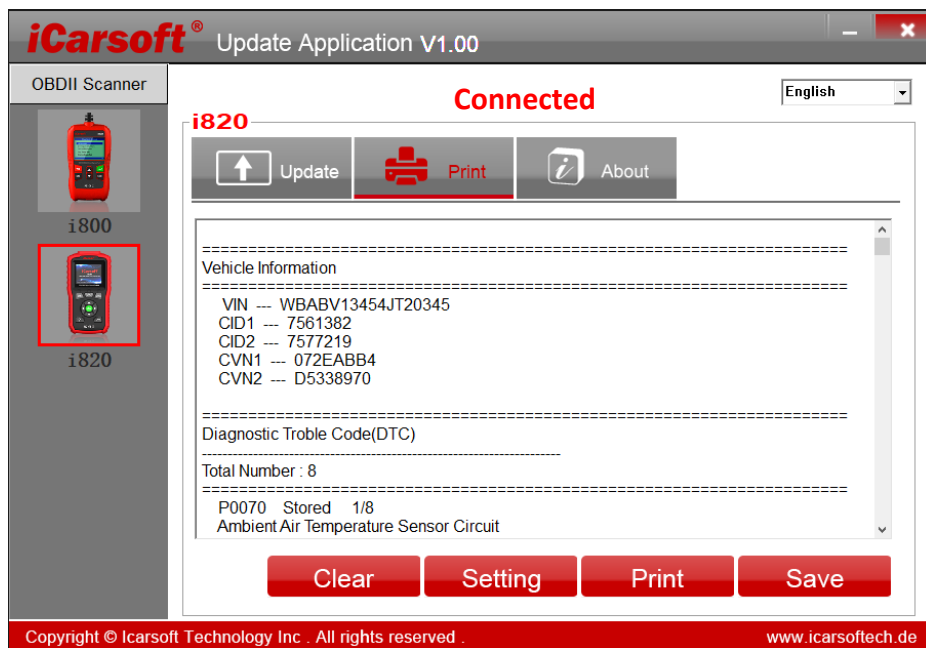 iCarsoft® Update Application V1.00
OBDII Scanner
Connected
English
i800
i820
i820
Update
Print
About
=====================================================================
Vehicle Information
=====================================================================
VIN --- WBABV13454JT20345
CID1 --- 7561382
CID2 --- 7577219
CVN1 --- 072EABB4
CVN2 --- D5338970
=====================================================================
Diagnostic Troble Code(DTC)
---------------------------------------------------------------------
Total Number : 8
=====================================================================
P0070 Stored 1/8
Ambient Air Temperature Sensor Circuit
Clear
Setting
Print
Save
Copyright © Icarsoft Technology Inc . All rights reserved .
www.icarsoftech.de